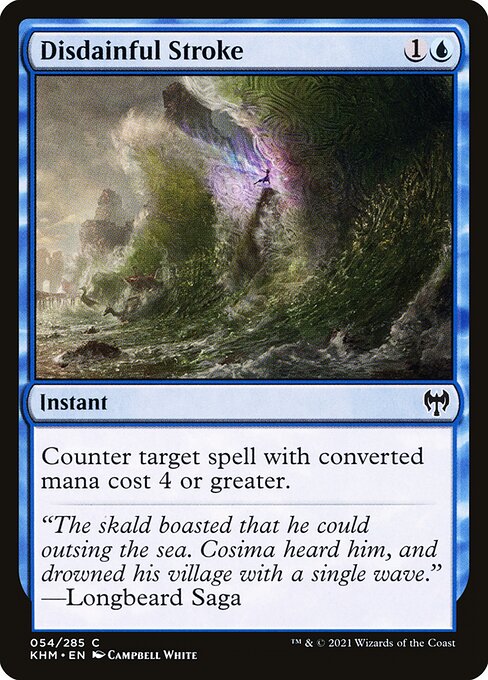 Disdainful Stroke 1
Instant
Counter target spell with converted
mana cost 4 or greater.
“The skald boasted that he could
outsing the sea. Cosima heard him, and
drowned his village with a single wave.”
—Longbeard Saga
054/285 C
KHM • EN Campbell White
™ & © 2021 Wizards of the Coast